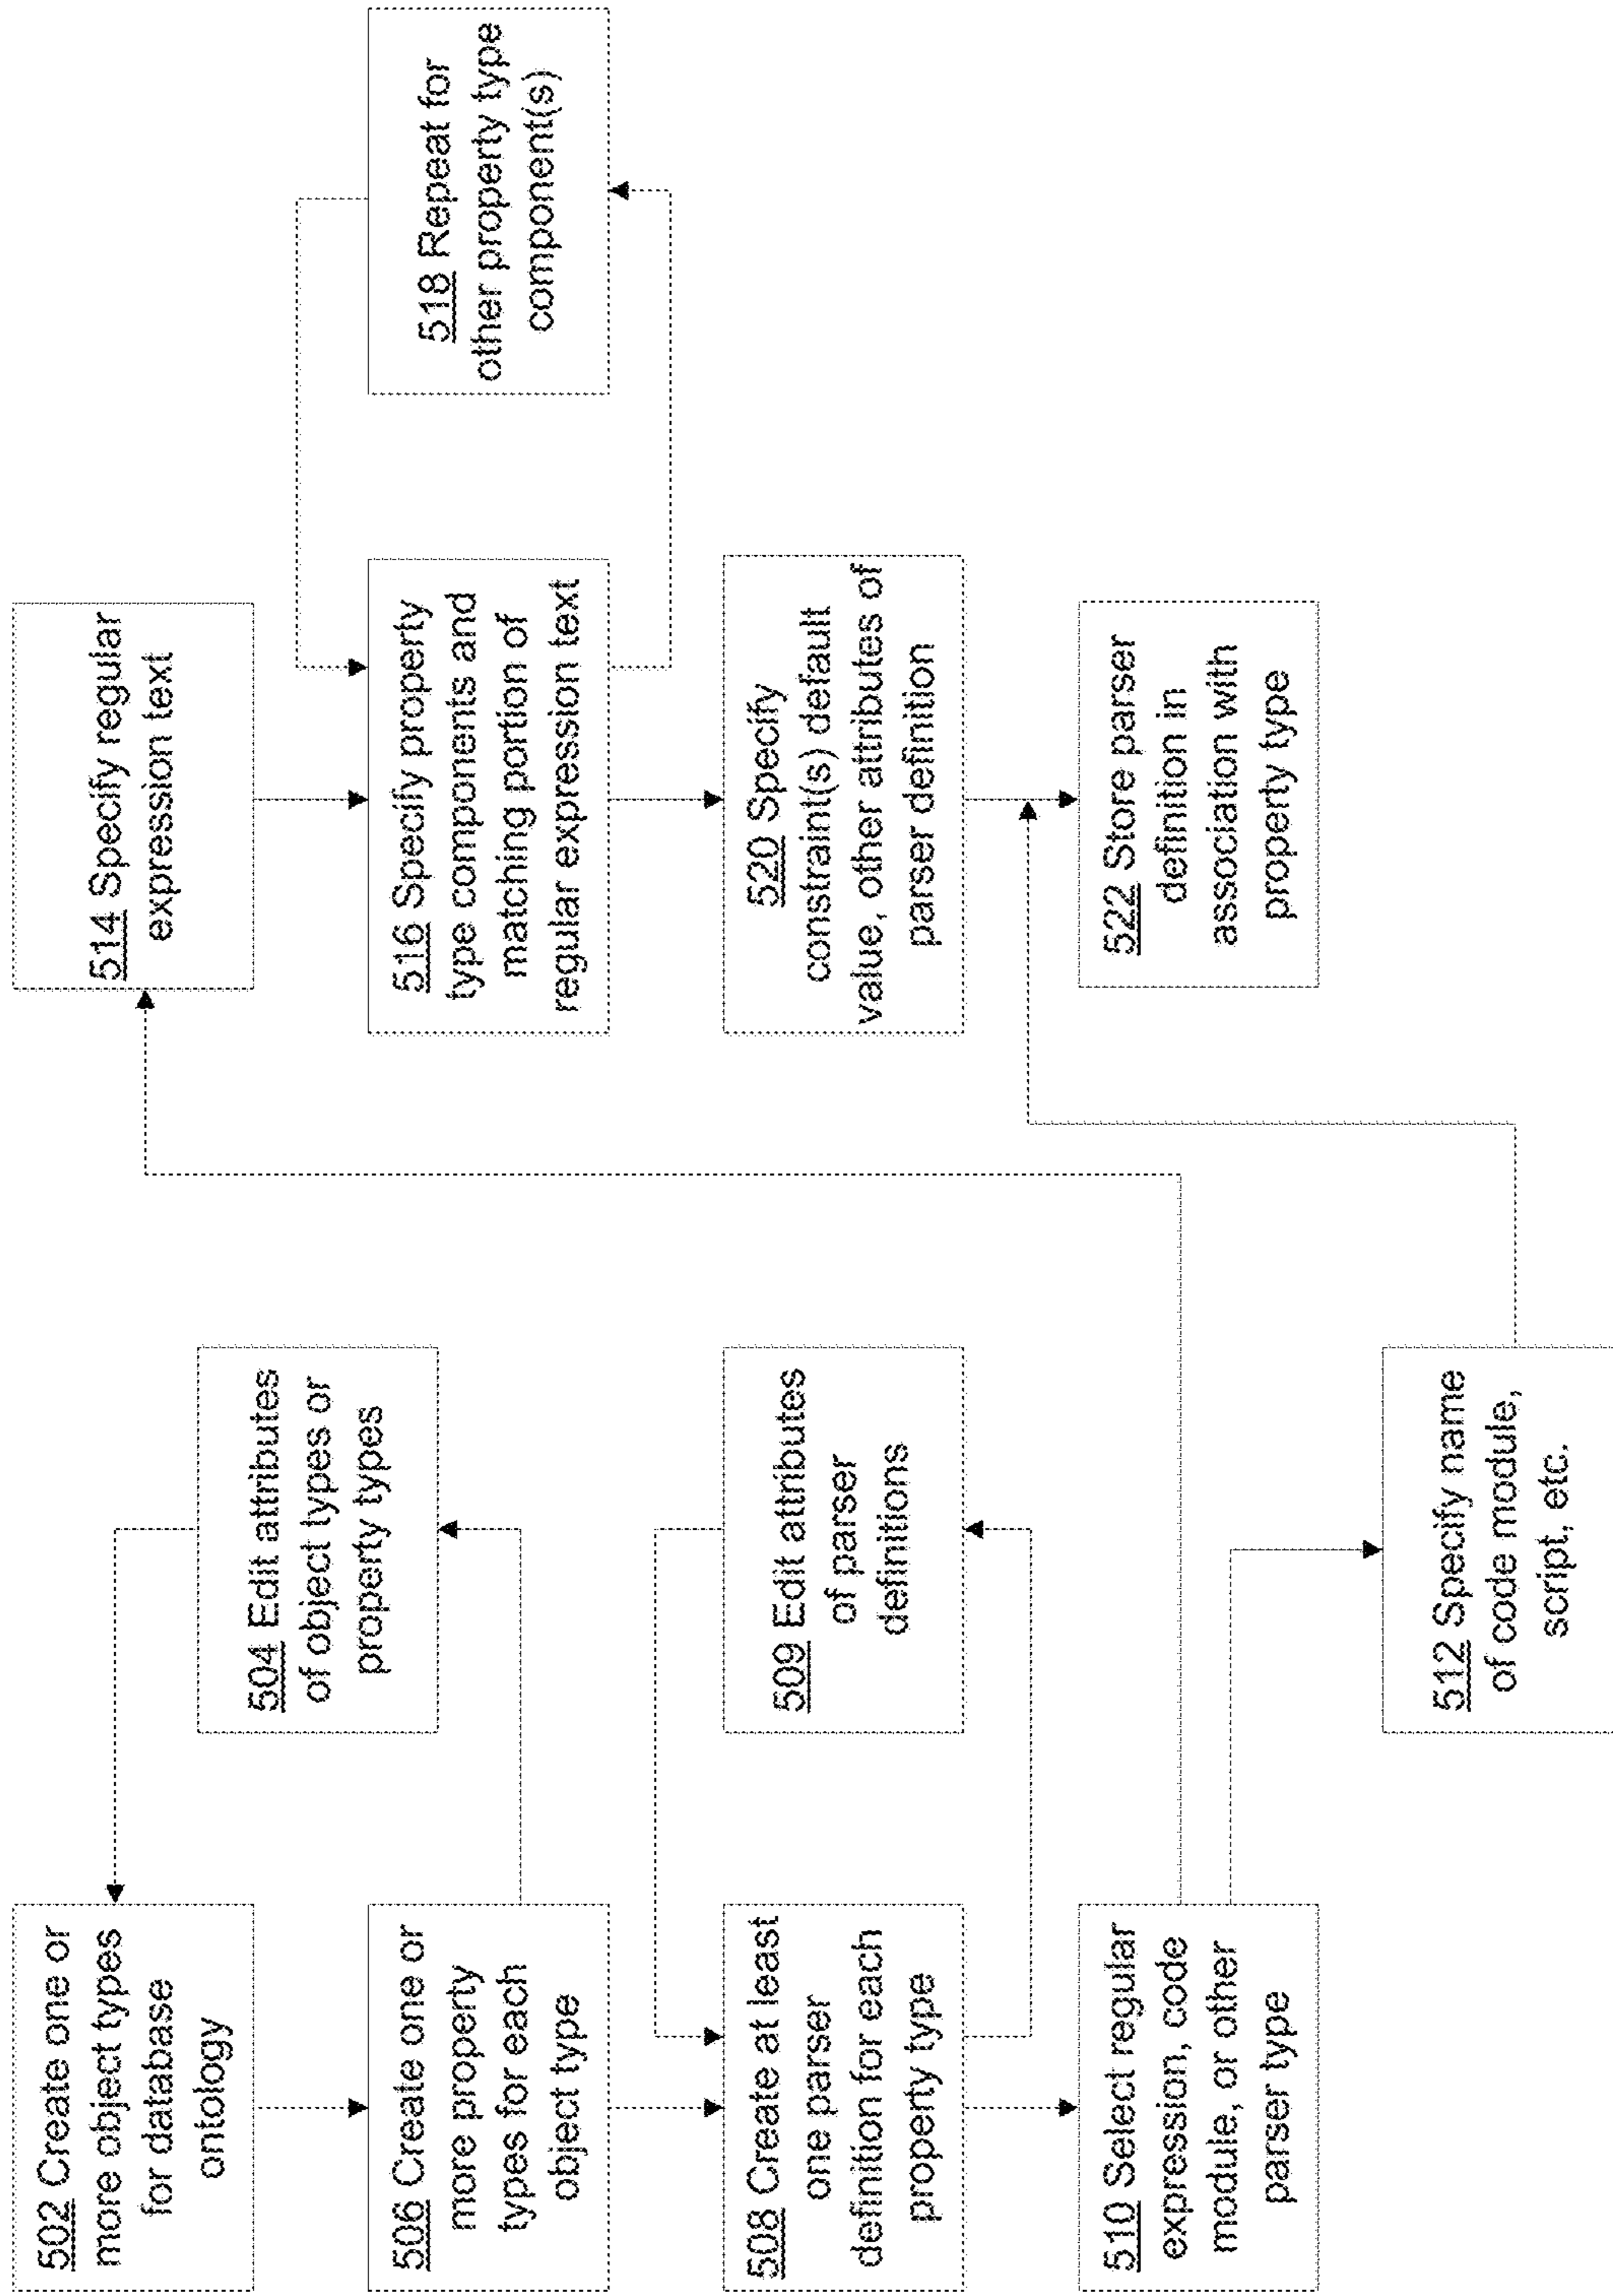 502 Create one or
more object types
for database
ontology
504 Edit attributes
of object types or
property types
506 Create one or
more property
types for each
object type
508 Create at least
one parser
definition for each
property type
509 Edit attributes
of parser
definitions
510 Select regular
expression, code
module, or other
parser type
512 Specify name
of code module,
script, etc.
514 Specify regular
expression text
516 Specify property
type components and
matching portion of
regular expression text
518 Repeat for
other property type
component(s)
520 Specify
constraint(s) default
value, other attributes of
parser definition
522 Store parser
definition in
association with
property type